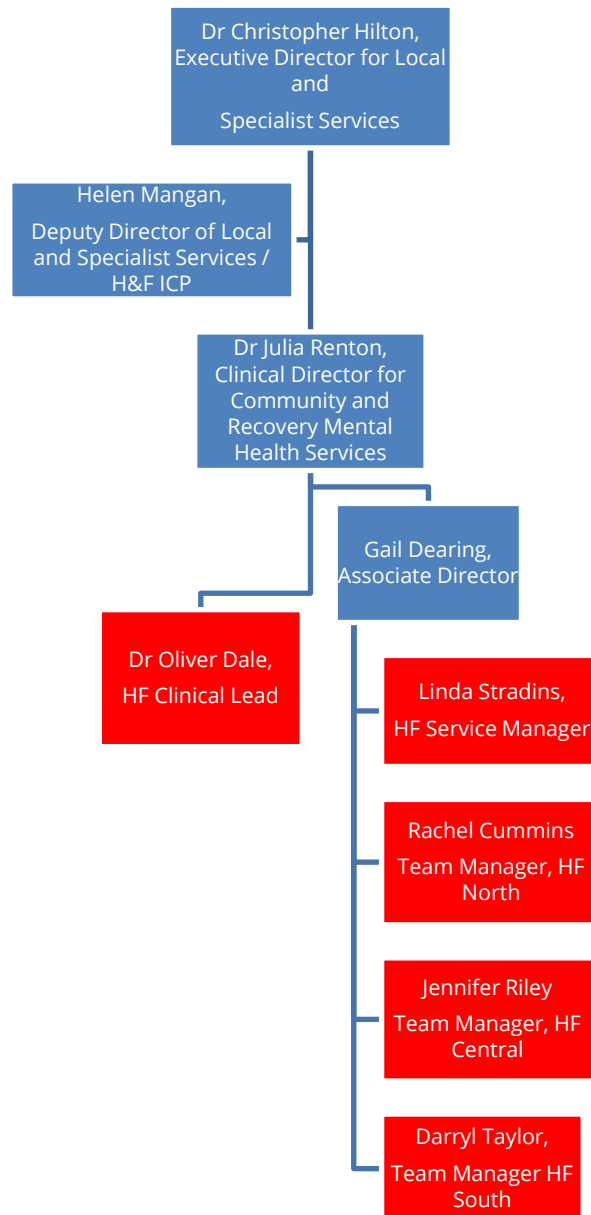 Dr Christopher Hilton,
Executive Director for Local
and
Specialist Services
Helen Mangan,
Deputy Director of Local
and Specialist Services /
H&F ICP
Dr Julia Renton,
Clinical Director for
Community and
Recovery Mental
Health Services
Gail Dearing,
Associate Director
Dr Oliver Dale,
HF Clinical Lead
Linda Stradins,
HF Service Manager
Rachel Cummins
Team Manager, HF
North
Jennifer Riley
Team Manager, HF
Central
Darryl Taylor,
Team Manager HF
South